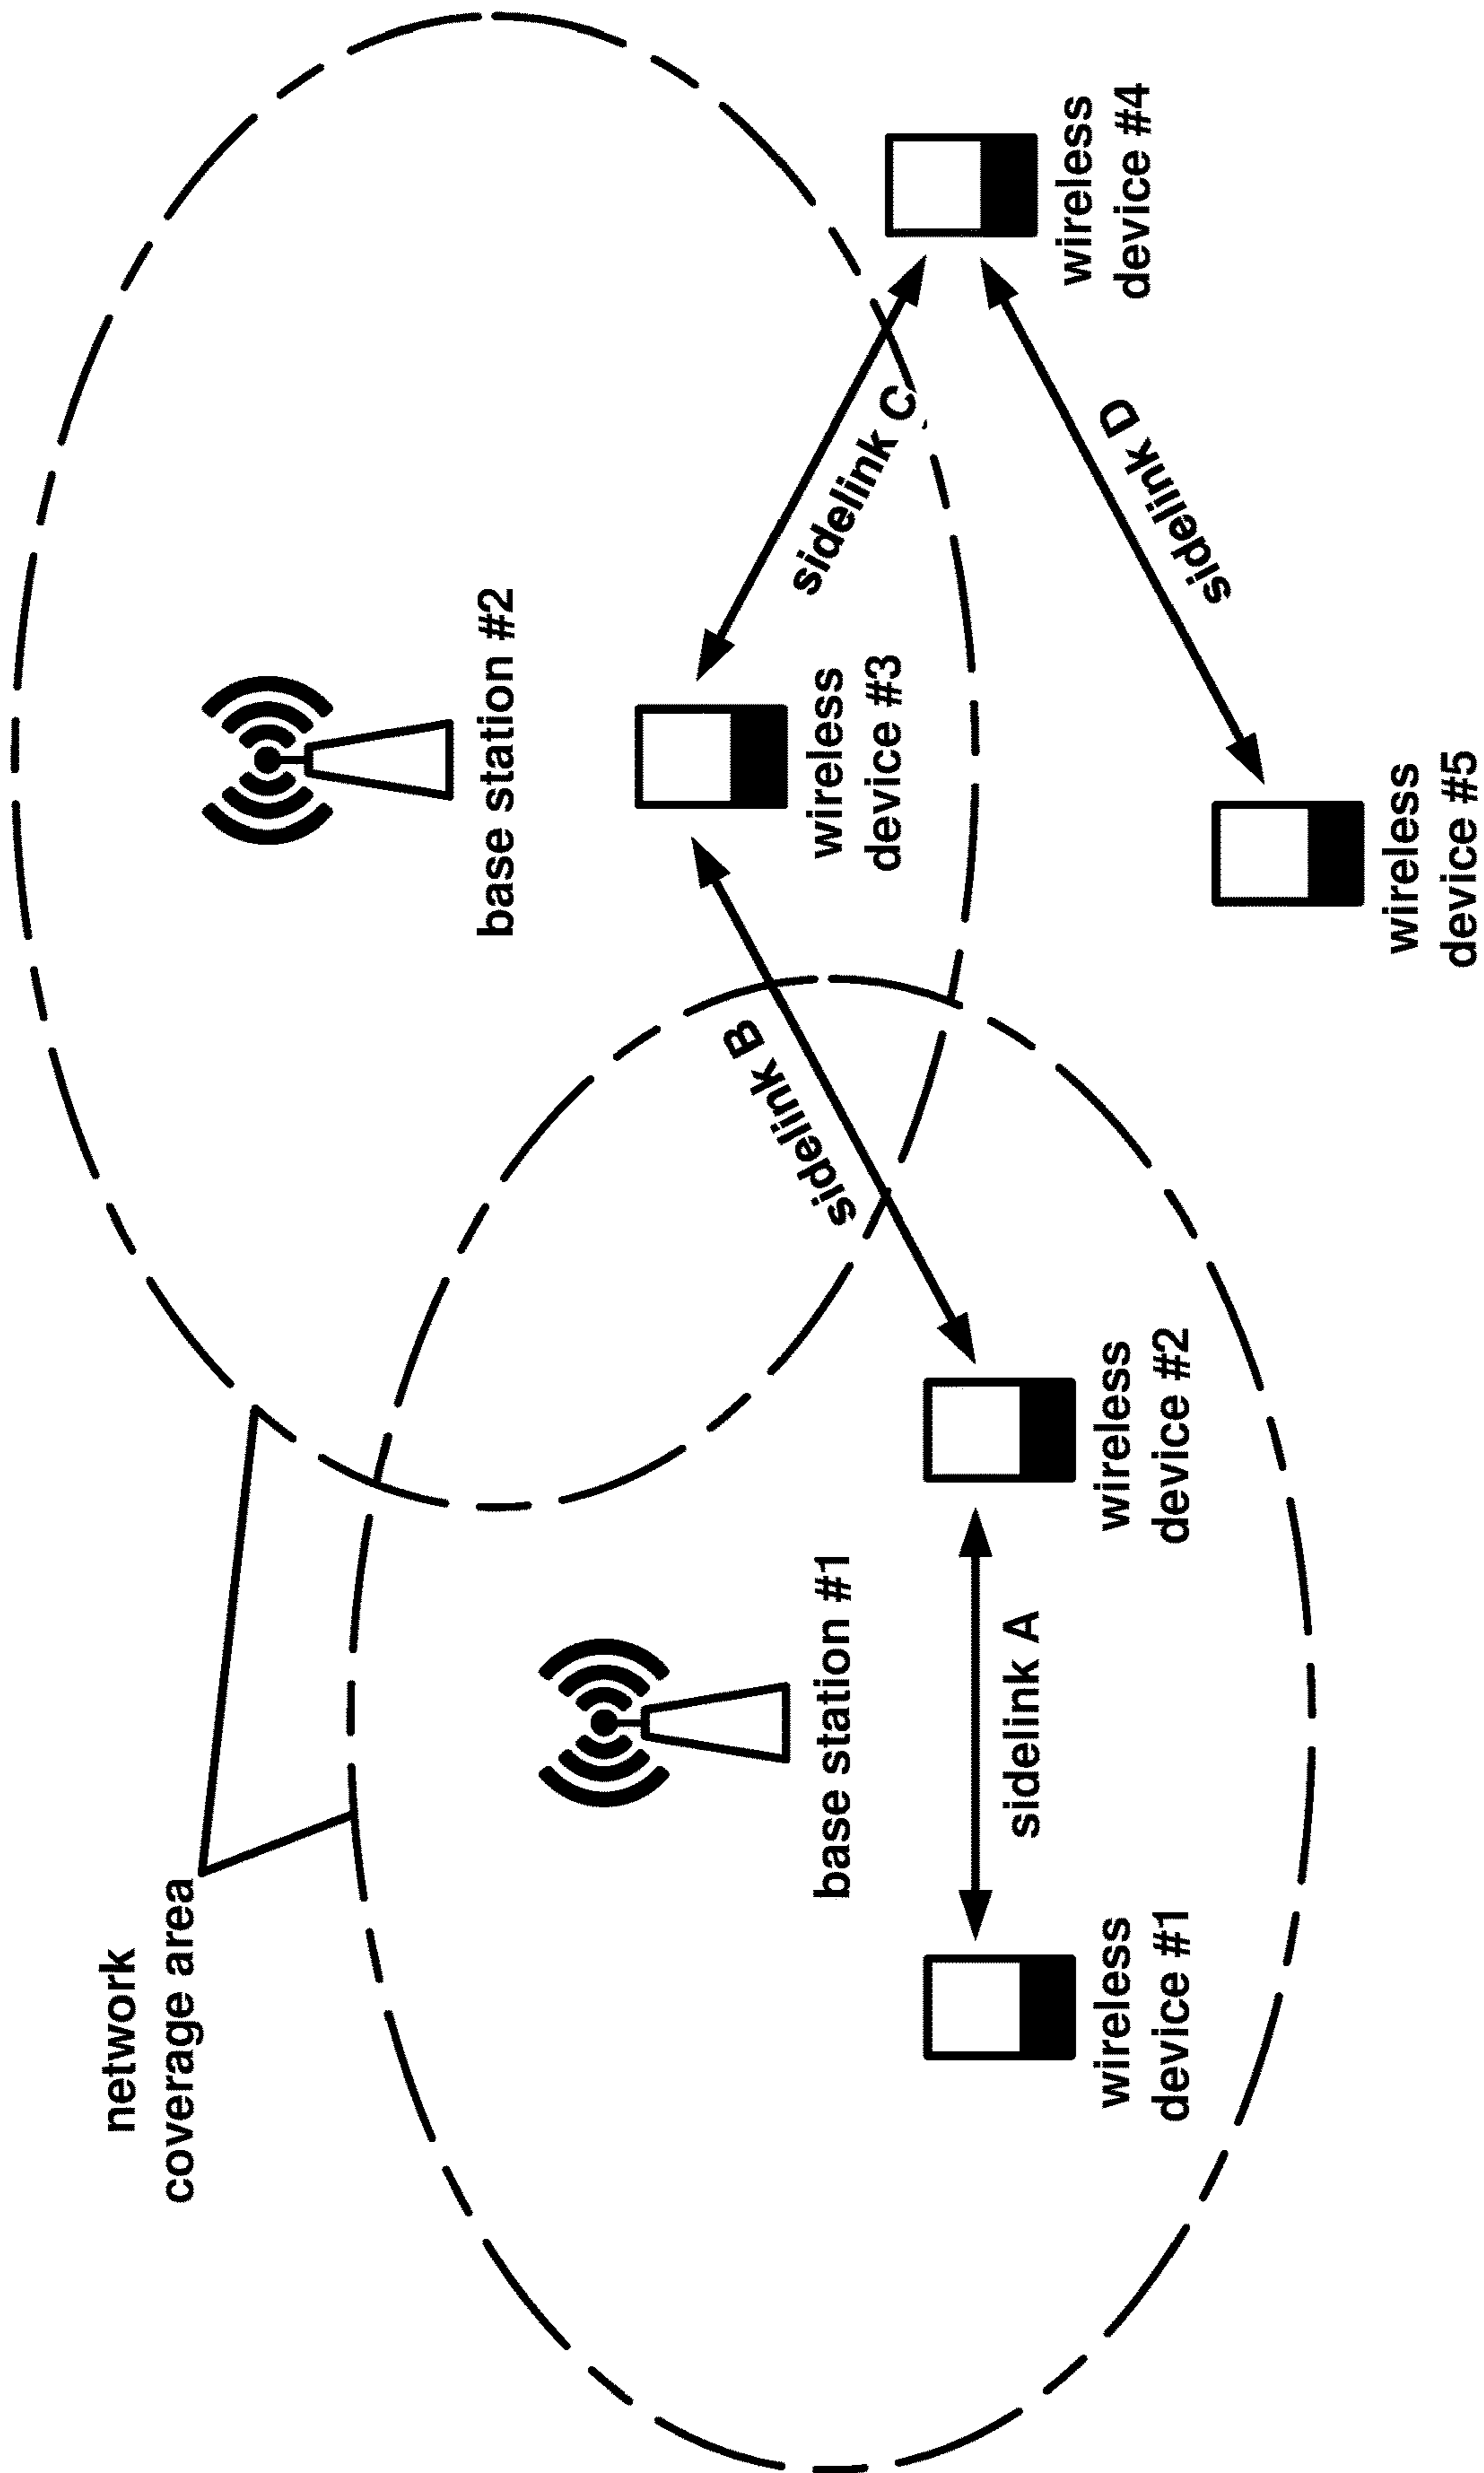 network
coverage area
base station #2
base station #1
sidelink B
sidelink C
wireless
device #3
wireless
device #4
sidelink A
wireless
device #1
wireless
device #2
sidelink D
wireless
device #5